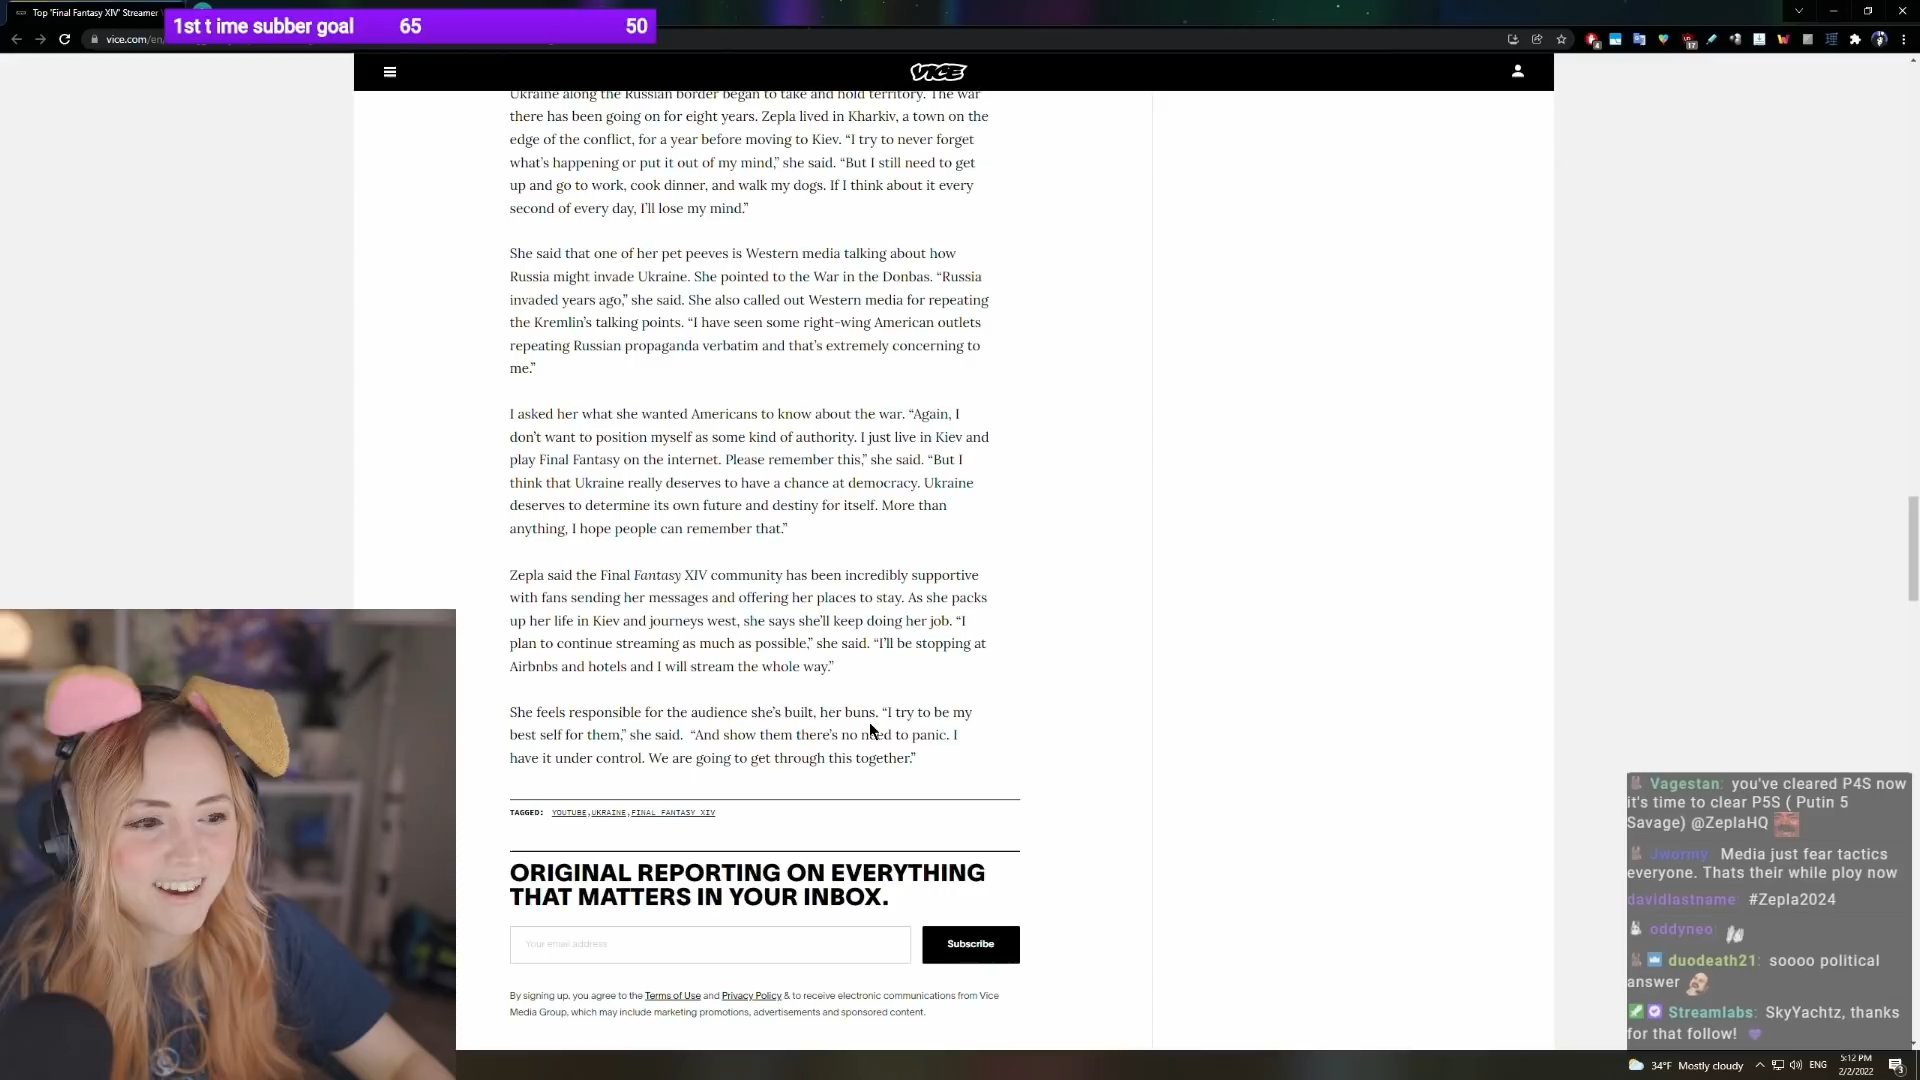 Top 'Final Fantasy XIV' Streamer
1st t ime subber goal 65 50
vice.com/en
VICE
Ukraine along the Russian border began to take and hold territory. The war
there has been going on for eight years. Zepla lived in Kharkiv, a town on the
edge of the conflict, for a year before moving to Kiev. “I try to never forget
what’s happening or put it out of my mind,” she said. “But I still need to get
up and go to work, cook dinner, and walk my dogs. If I think about it every
second of every day, I’ll lose my mind.”
She said that one of her pet peeves is Western media talking about how
Russia might invade Ukraine. She pointed to the War in the Donbas. “Russia
invaded years ago,” she said. She also called out Western media for repeating
the Kremlin’s talking points. “I have seen some right-wing American outlets
repeating Russian propaganda verbatim and that’s extremely concerning to
me.”
I asked her what she wanted Americans to know about the war. “Again, I
don’t want to position myself as some kind of authority. I just live in Kiev and
play Final Fantasy on the internet. Please remember this,” she said. “But I
think that Ukraine really deserves to have a chance at democracy. Ukraine
deserves to determine its own future and destiny for itself. More than
anything, I hope people can remember that.”
Zepla said the Final Fantasy XIV community has been incredibly supportive
with fans sending her messages and offering her places to stay. As she packs
up her life in Kiev and journeys west, she says she’ll keep doing her job. “I
plan to continue streaming as much as possible,” she said. “I’ll be stopping at
Airbnbs and hotels and I will stream the whole way.”
She feels responsible for the audience she’s built, her buns. “I try to be my
best self for them,” she said. “And show them there’s no need to panic. I
have it under control. We are going to get through this together.”
TAGGED: YOUTUBE, UKRAINE, FINAL FANTASY XIV
ORIGINAL REPORTING ON EVERYTHING
THAT MATTERS IN YOUR INBOX.
Your email address
Subscribe
By signing up, you agree to the Terms of Use and Privacy Policy & to receive electronic communications from Vice
Media Group, which may include marketing promotions, advertisements and sponsored content.
Vagestan: you've cleared P4S now
it's time to clear P5S ( Putin 5
Savage) @ZeplaHQ
Jwormy: Media just fear tactics
everyone. Thats their while ploy now
davidlastname: #Zepla2024
oddyneo:
duodeath21: soooo political
answer
Streamlabs: SkyYachtz, thanks
for that follow!
34°F Mostly cloudy
ENG
5:12 PM
2/2/2022